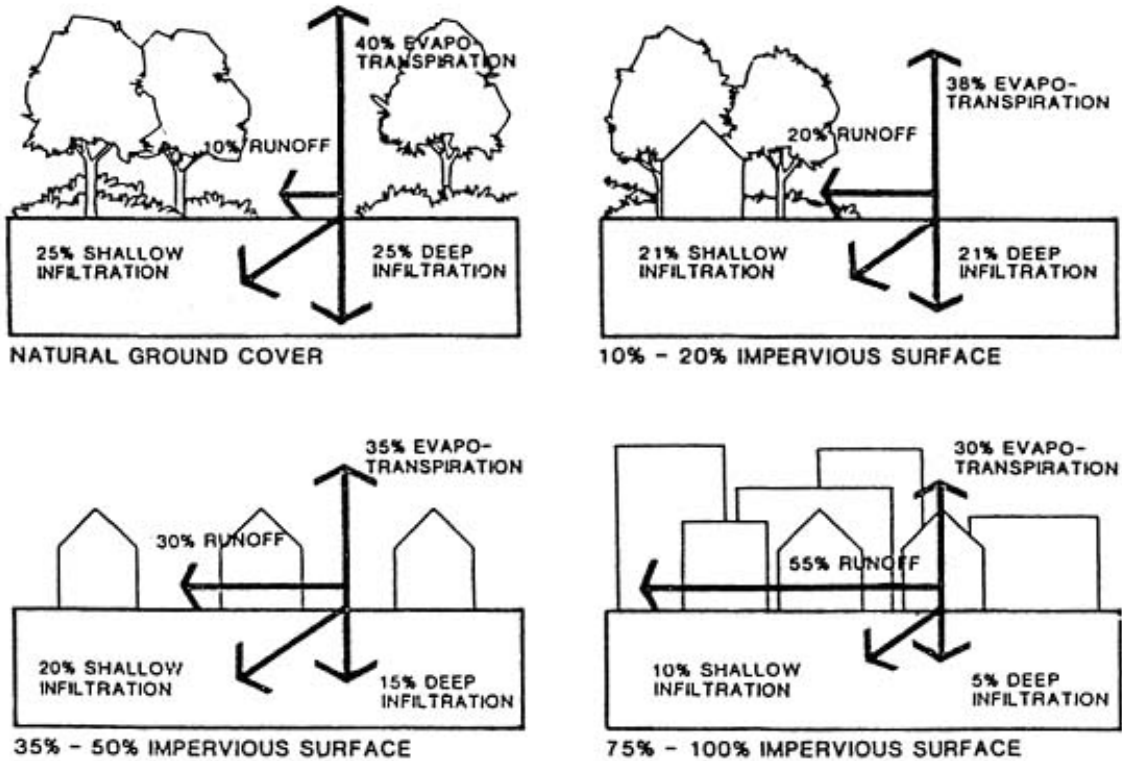 40% EVAPO-
TRANSPIRATION
10% RUNOFF
25% SHALLOW
INFILTRATION
25% DEEP
INFILTRATION
NATURAL GROUND COVER
38% EVAPO-
TRANSPIRATION
20% RUNOFF
21% SHALLOW
INFILTRATION
21% DEEP
INFILTRATION
10% - 20% IMPERVIOUS SURFACE
35% EVAPO-
TRANSPIRATION
30% RUNOFF
20% SHALLOW
INFILTRATION
15% DEEP
INFILTRATION
35% - 50% IMPERVIOUS SURFACE
30% EVAPO-
TRANSPIRATION
55% RUNOFF
10% SHALLOW
INFILTRATION
5% DEEP
INFILTRATION
75% - 100% IMPERVIOUS SURFACE